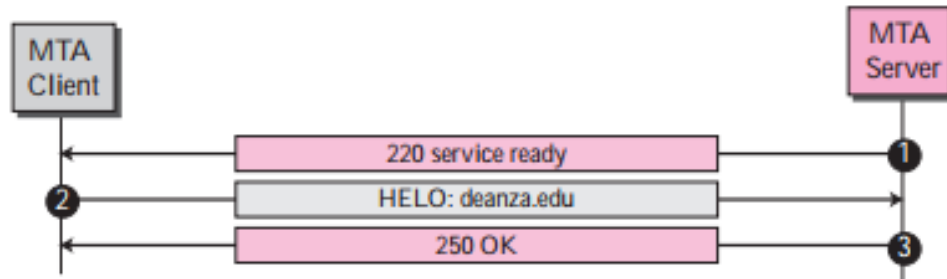 MTA
Client
MTA
Server
220 service ready
1
2
HELO: deanza.edu
250 OK
3